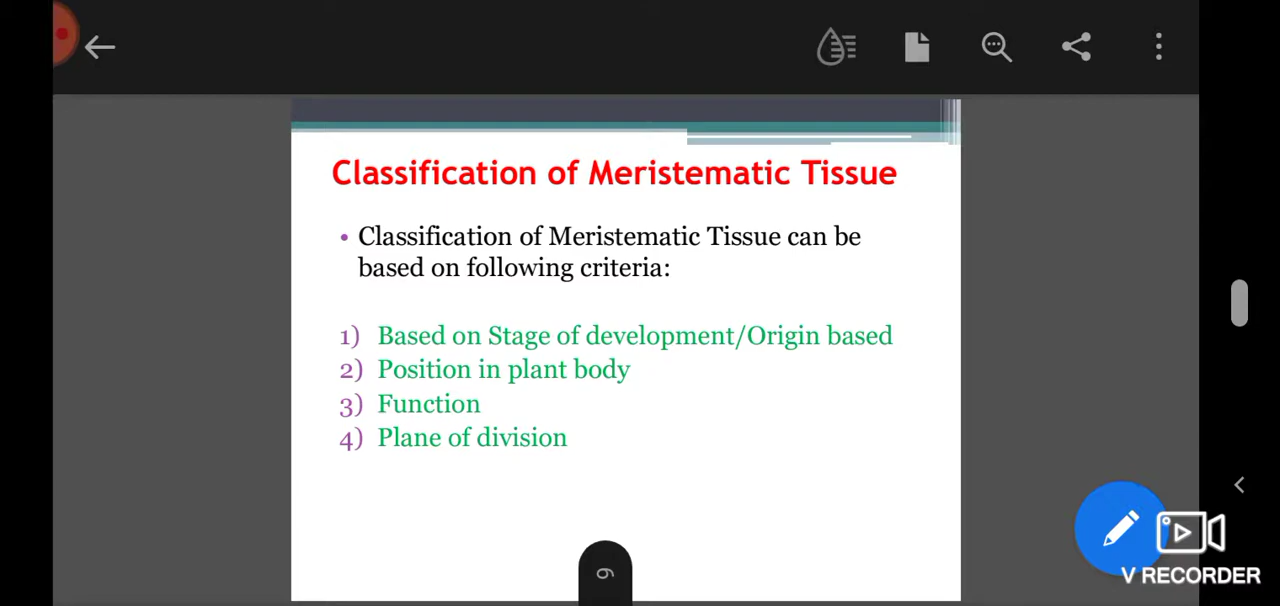 Classification of Meristematic Tissue
• Classification of Meristematic Tissue can be
based on following criteria:
1) Based on Stage of development/Origin based
2) Position in plant body
3) Function
4) Plane of division
9
V RECORDER